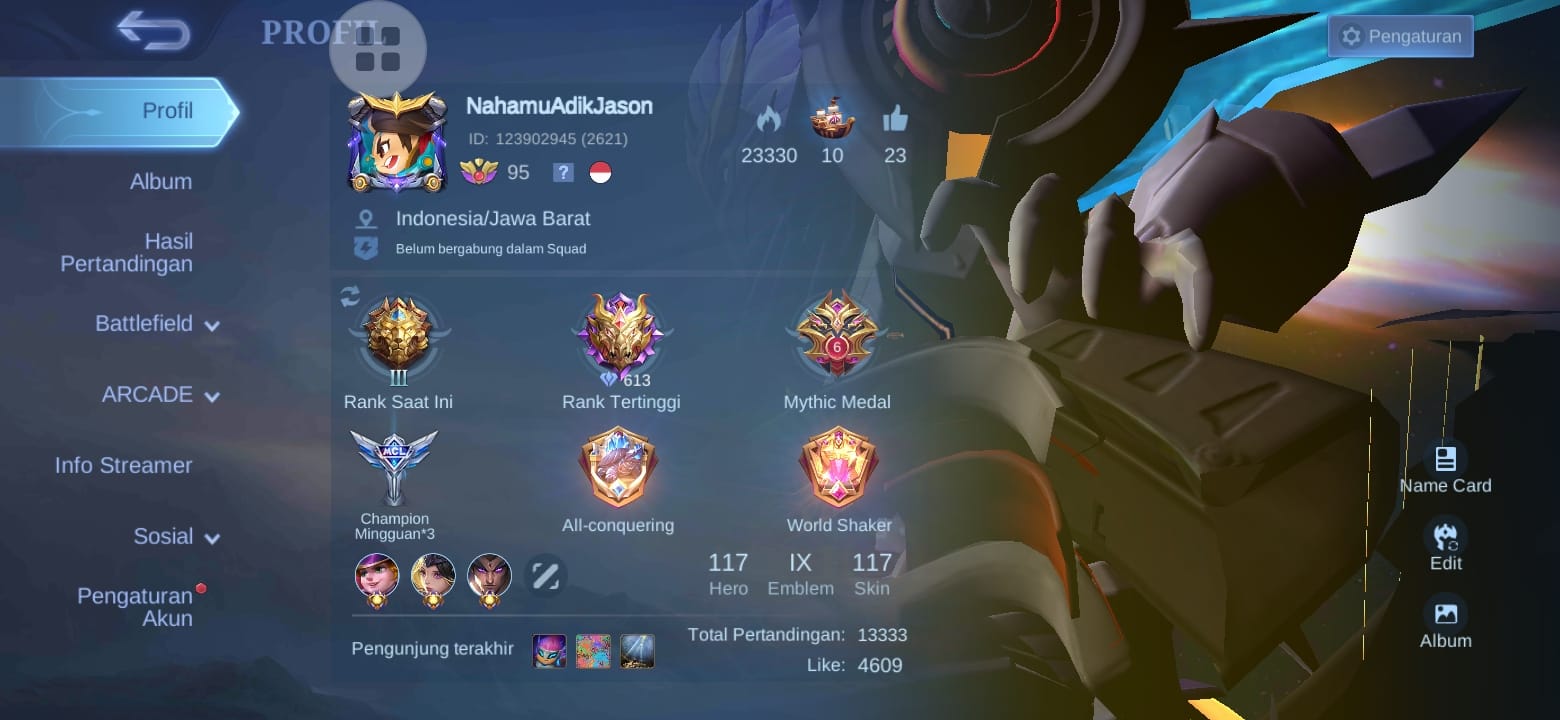 PROFIL
Pengaturan
Profil
Album
Hasil
Pertandingan
Battlefield
ARCADE
Info Streamer
Sosial
Pengaturan
Akun
NahamuAdikJason
ID: 123902945 (2621)
95
?
23330
10
23
Indonesia/Jawa Barat
Belum bergabung dalam Squad
III
Rank Saat Ini
613
Rank Tertinggi
6
Mythic Medal
MCL
Champion
Mingguan*3
All-conquering
World Shaker
117
Hero
IX
Emblem
117
Skin
Pengunjung terakhir
Total Pertandingan: 13333
Like: 4609
Name Card
Edit
Album